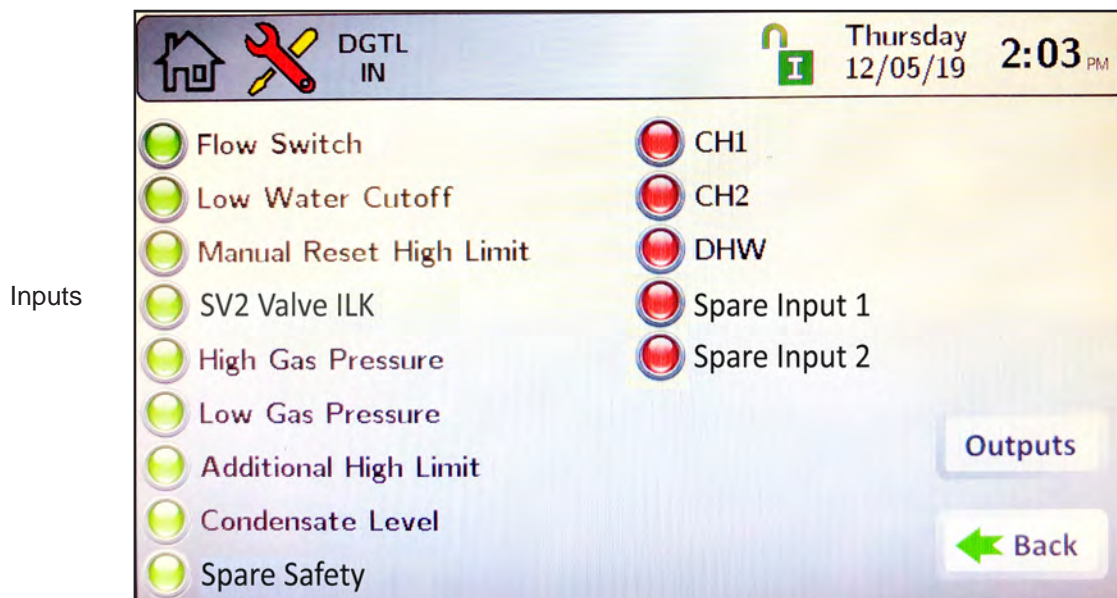 DGTL
IN
I
Thursday
12/05/19
2:03 PM
Inputs
Flow Switch
Low Water Cutoff
Manual Reset High Limit
SV2 Valve ILK
High Gas Pressure
Low Gas Pressure
Additional High Limit
Condensate Level
Spare Safety
CH1
CH2
DHW
Spare Input 1
Spare Input 2
Outputs
Back